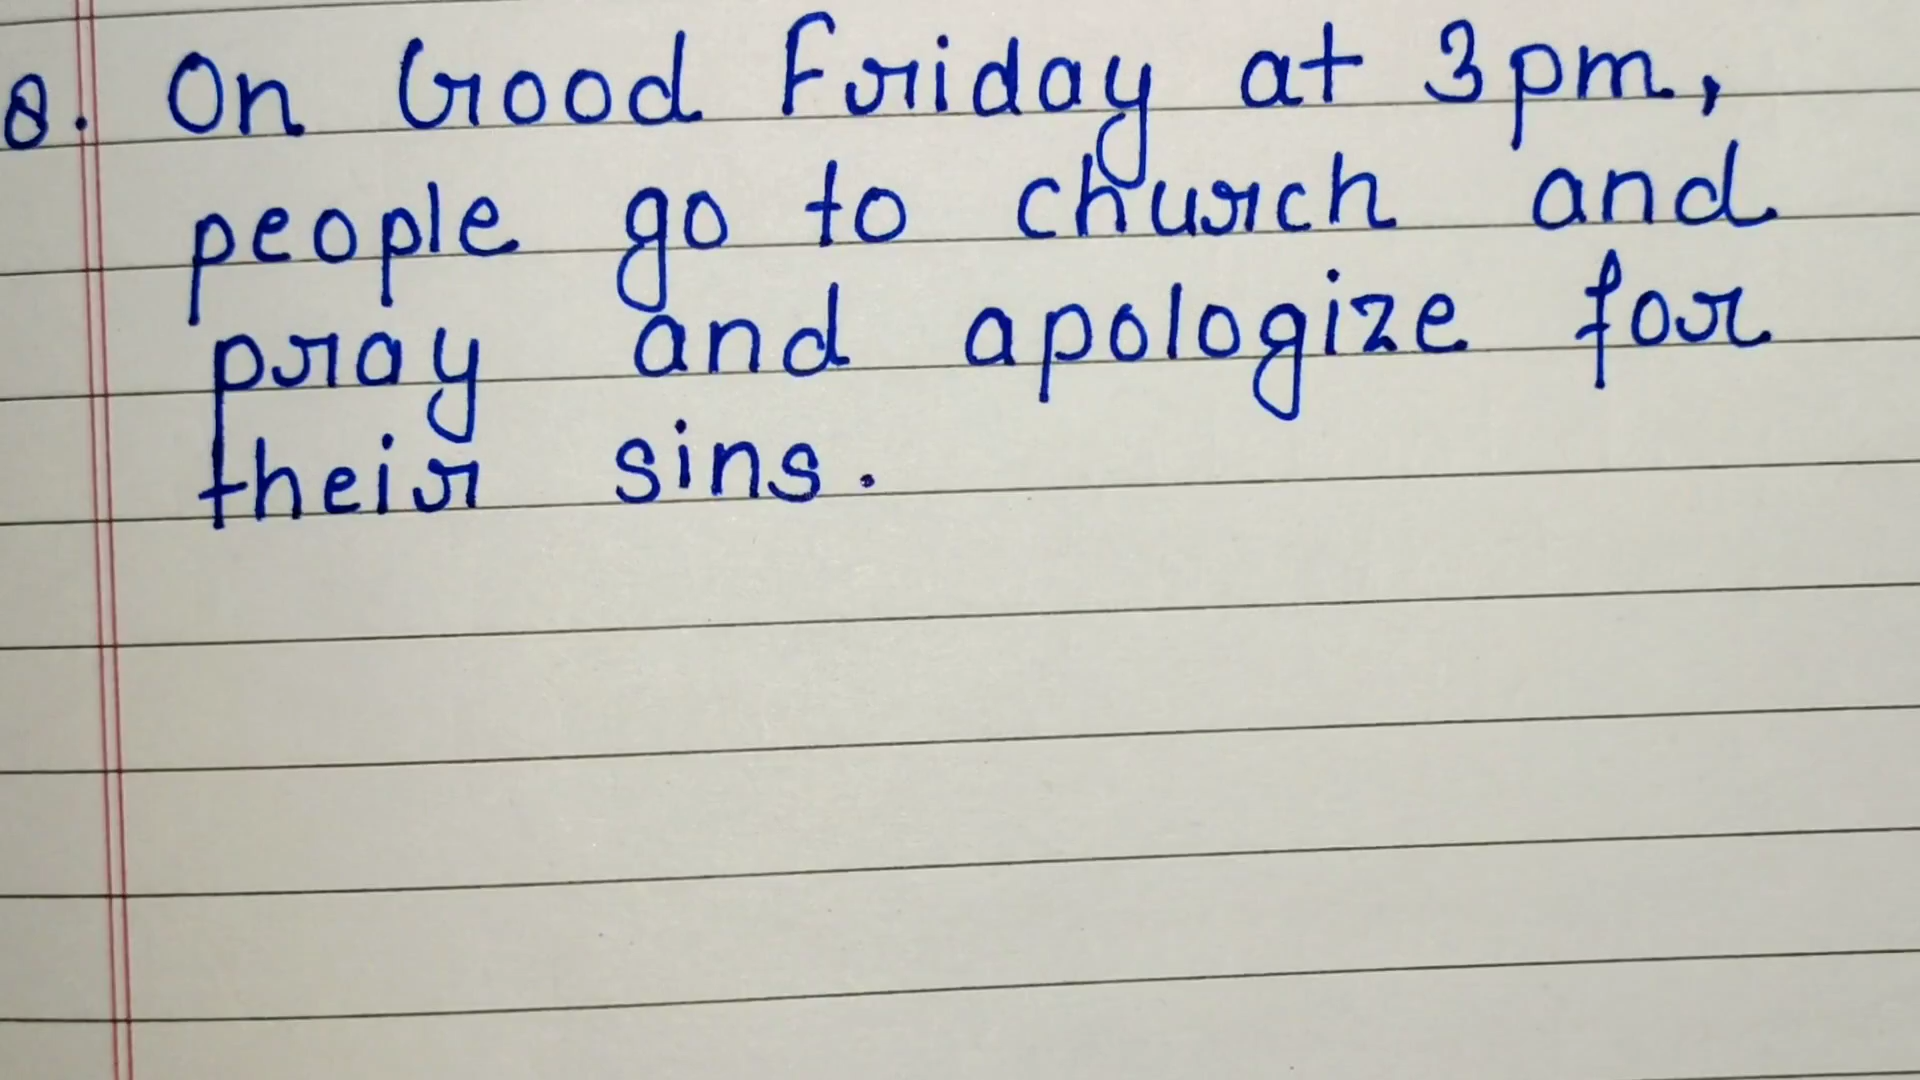 8. On Good Friday at 3pm,
people go to church and
pray and apologize for
their sins.